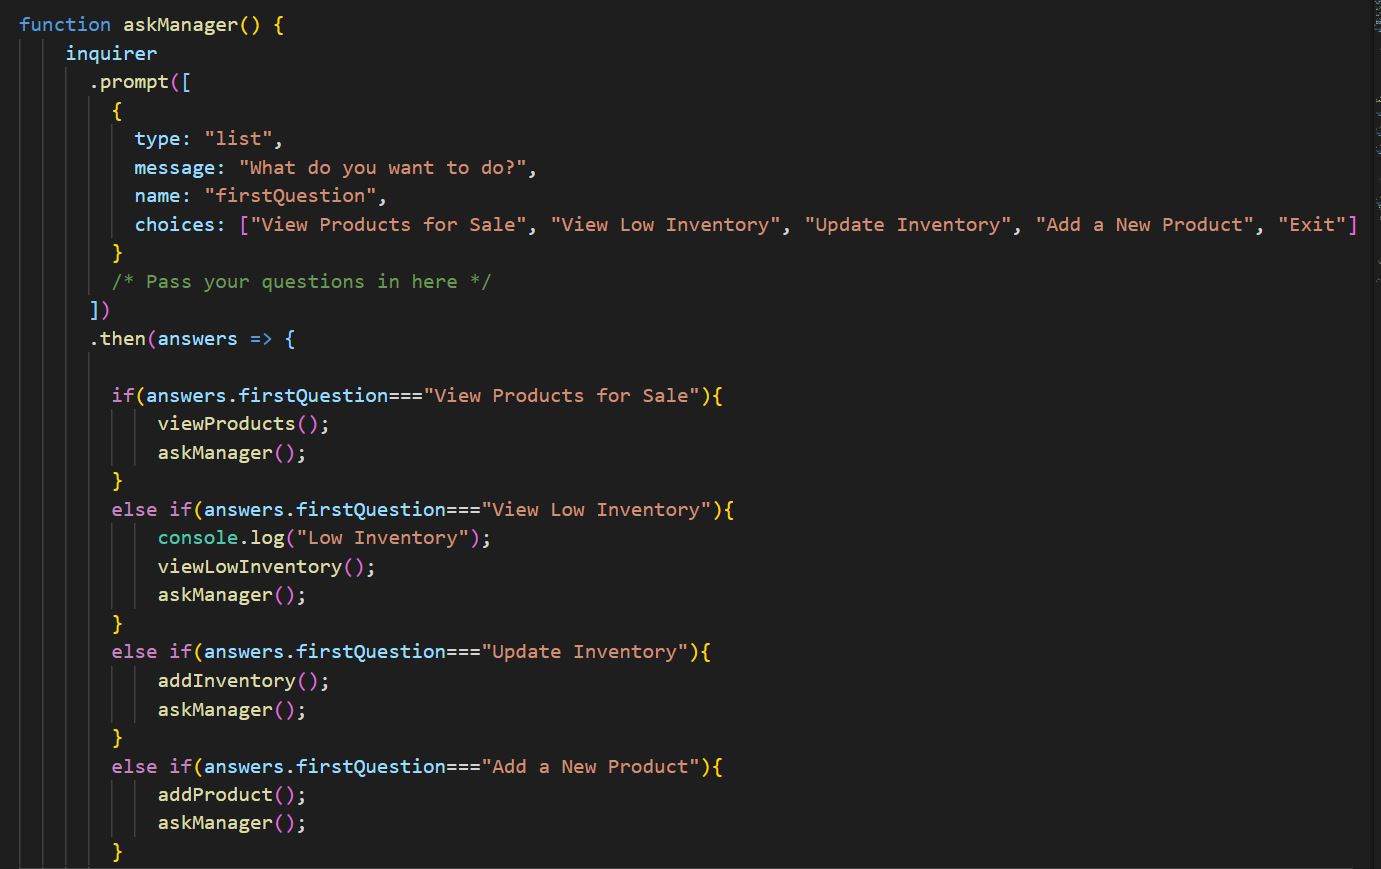 function askManager() {
inquirer
.prompt([
{
type: "list",
message: "What do you want to do?",
name: "firstQuestion",
choices: ["View Products for Sale", "View Low Inventory", "Update Inventory", "Add a New Product", "Exit"]
}
/* Pass your questions in here */
])
.then(answers => {
if(answers.firstQuestion==="View Products for Sale"){
viewProducts();
askManager();
}
else if(answers.firstQuestion==="View Low Inventory"){
console.log("Low Inventory");
viewLowInventory();
askManager();
}
else if(answers.firstQuestion==="Update Inventory"){
addInventory();
askManager();
}
else if(answers.firstQuestion==="Add a New Product"){
addProduct();
askManager();
}